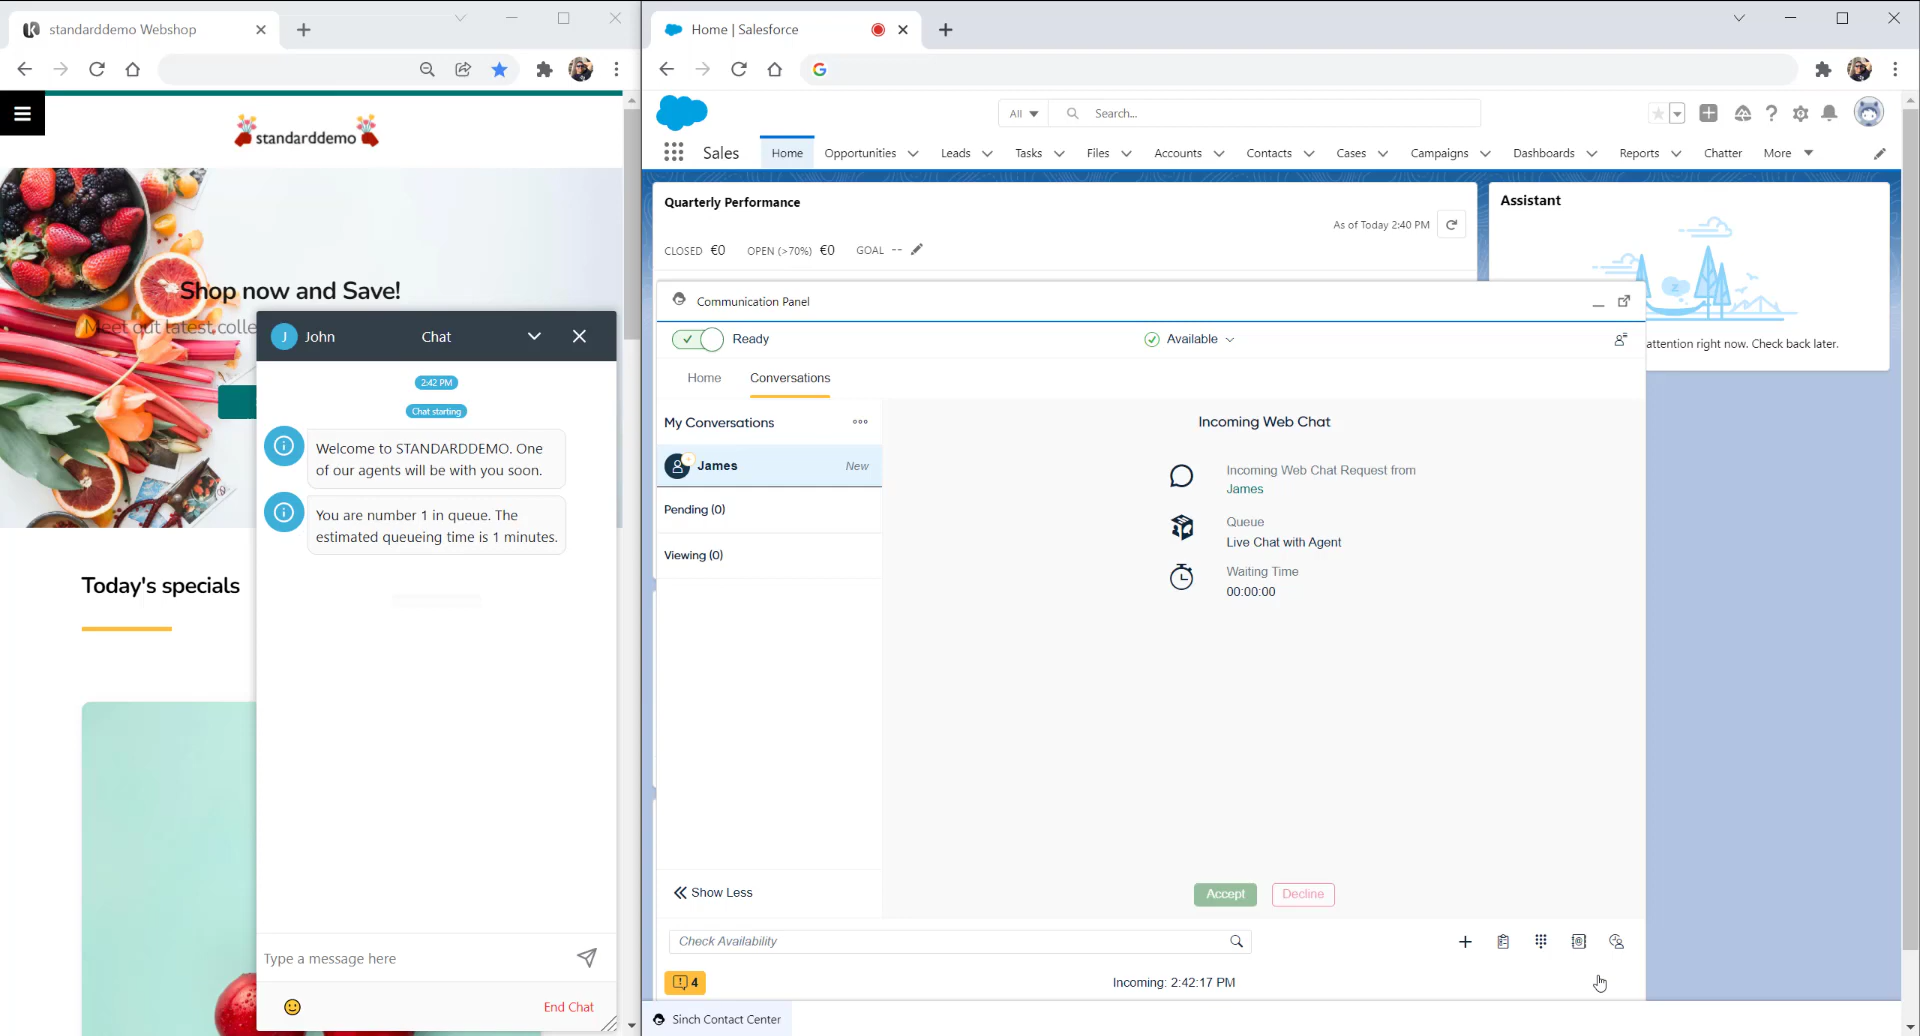 standarddemo Webshop
standarddemo
Shop now and Save!
Meet out latest colle
J John
Chat
2:42 PM
Chat starting
Welcome to STANDARDDEMO. One
of our agents will be with you soon.
You are number 1 in queue. The
estimated queueing time is 1 minutes.
Today's specials
Type a message here
End Chat
Home | Salesforce
All
Search...
Sales
Home
Opportunities
Leads
Tasks
Files
Accounts
Contacts
Cases
Campaigns
Dashboards
Reports
Chatter
More
Quarterly Performance
As of Today 2:40 PM
CLOSED €0
OPEN (>70%) €0
GOAL --
Assistant
z
attention right now. Check back later.
Communication Panel
Ready
Available
Home
Conversations
My Conversations
James
New
Pending (0)
Viewing (0)
Show Less
Incoming Web Chat
Incoming Web Chat Request from
James
Queue
Live Chat with Agent
Waiting Time
00:00:00
Accept
Decline
Check Availability
4
Incoming: 2:42:17 PM
Sinch Contact Center